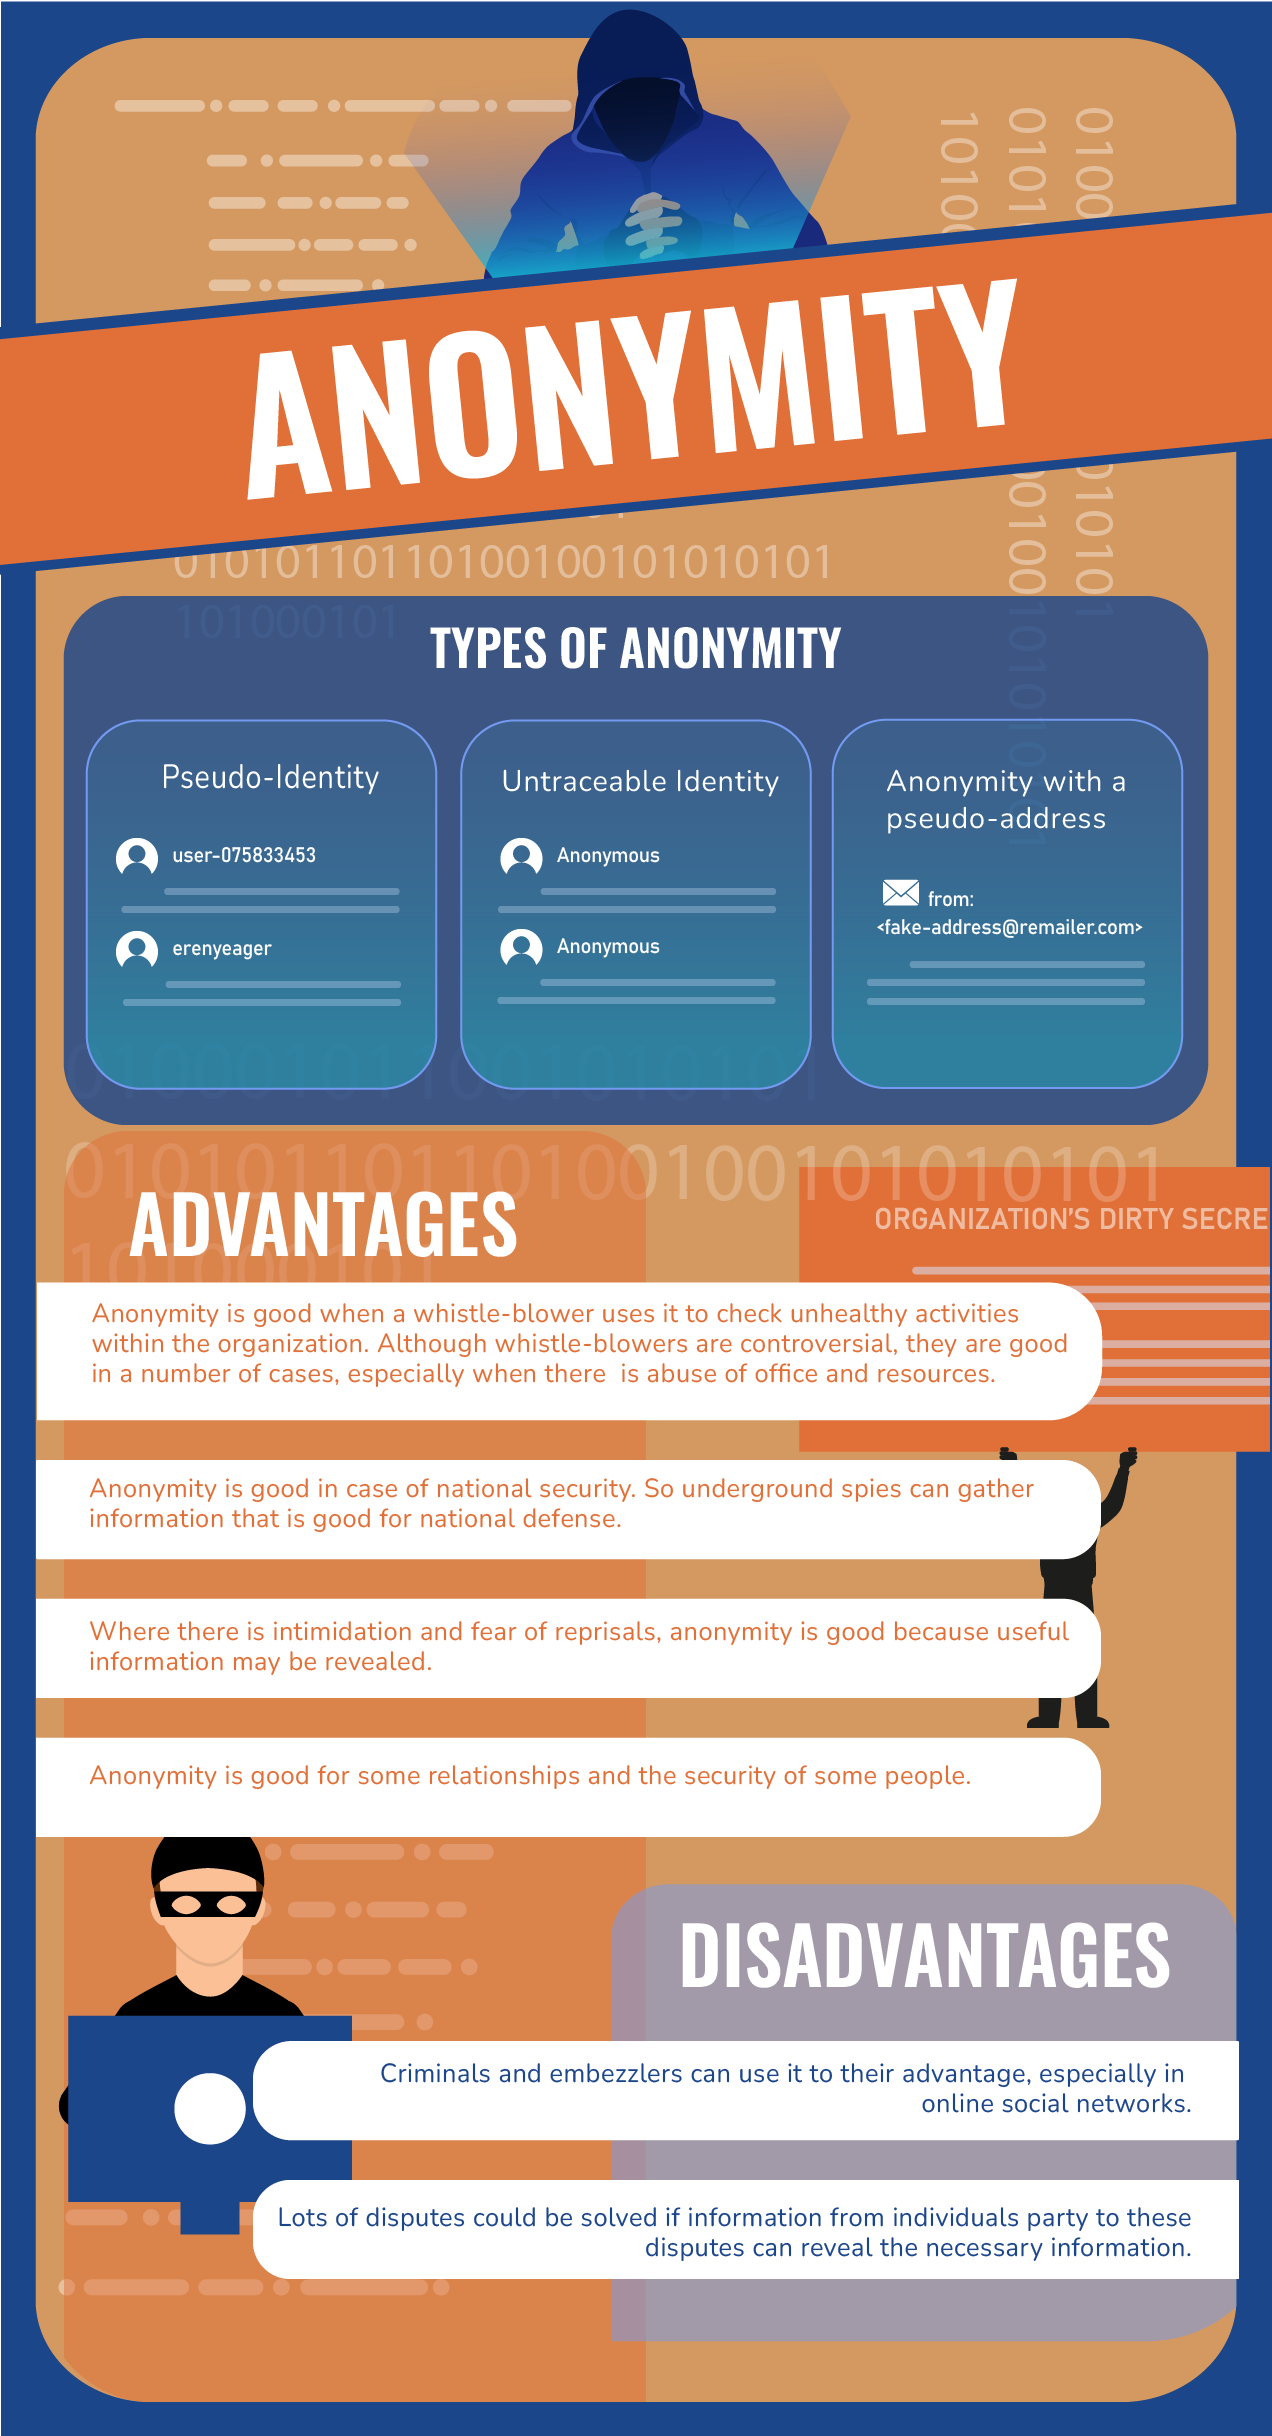 ANONYMITY
01010110110100100101010101
101000101
TYPES OF ANONYMITY
Pseudo-Identity
user-075833453
erenyeager
Untraceable Identity
Anonymous
Anonymous
Anonymity with a
pseudo-address
from:
<fake-address@remailer.com>
ADVANTAGES
ORGANIZATION'S DIRTY SECRE
Anonymity is good when a whistle-blower uses it to check unhealthy activities
within the organization. Although whistle-blowers are controversial, they are good
in a number of cases, especially when there is abuse of office and resources.
Anonymity is good in case of national security. So underground spies can gather
information that is good for national defense.
Where there is intimidation and fear of reprisals, anonymity is good because useful
information may be revealed.
Anonymity is good for some relationships and the security of some people.
DISADVANTAGES
Criminals and embezzlers can use it to their advantage, especially in
online social networks.
Lots of disputes could be solved if information from individuals party to these
disputes can reveal the necessary information.